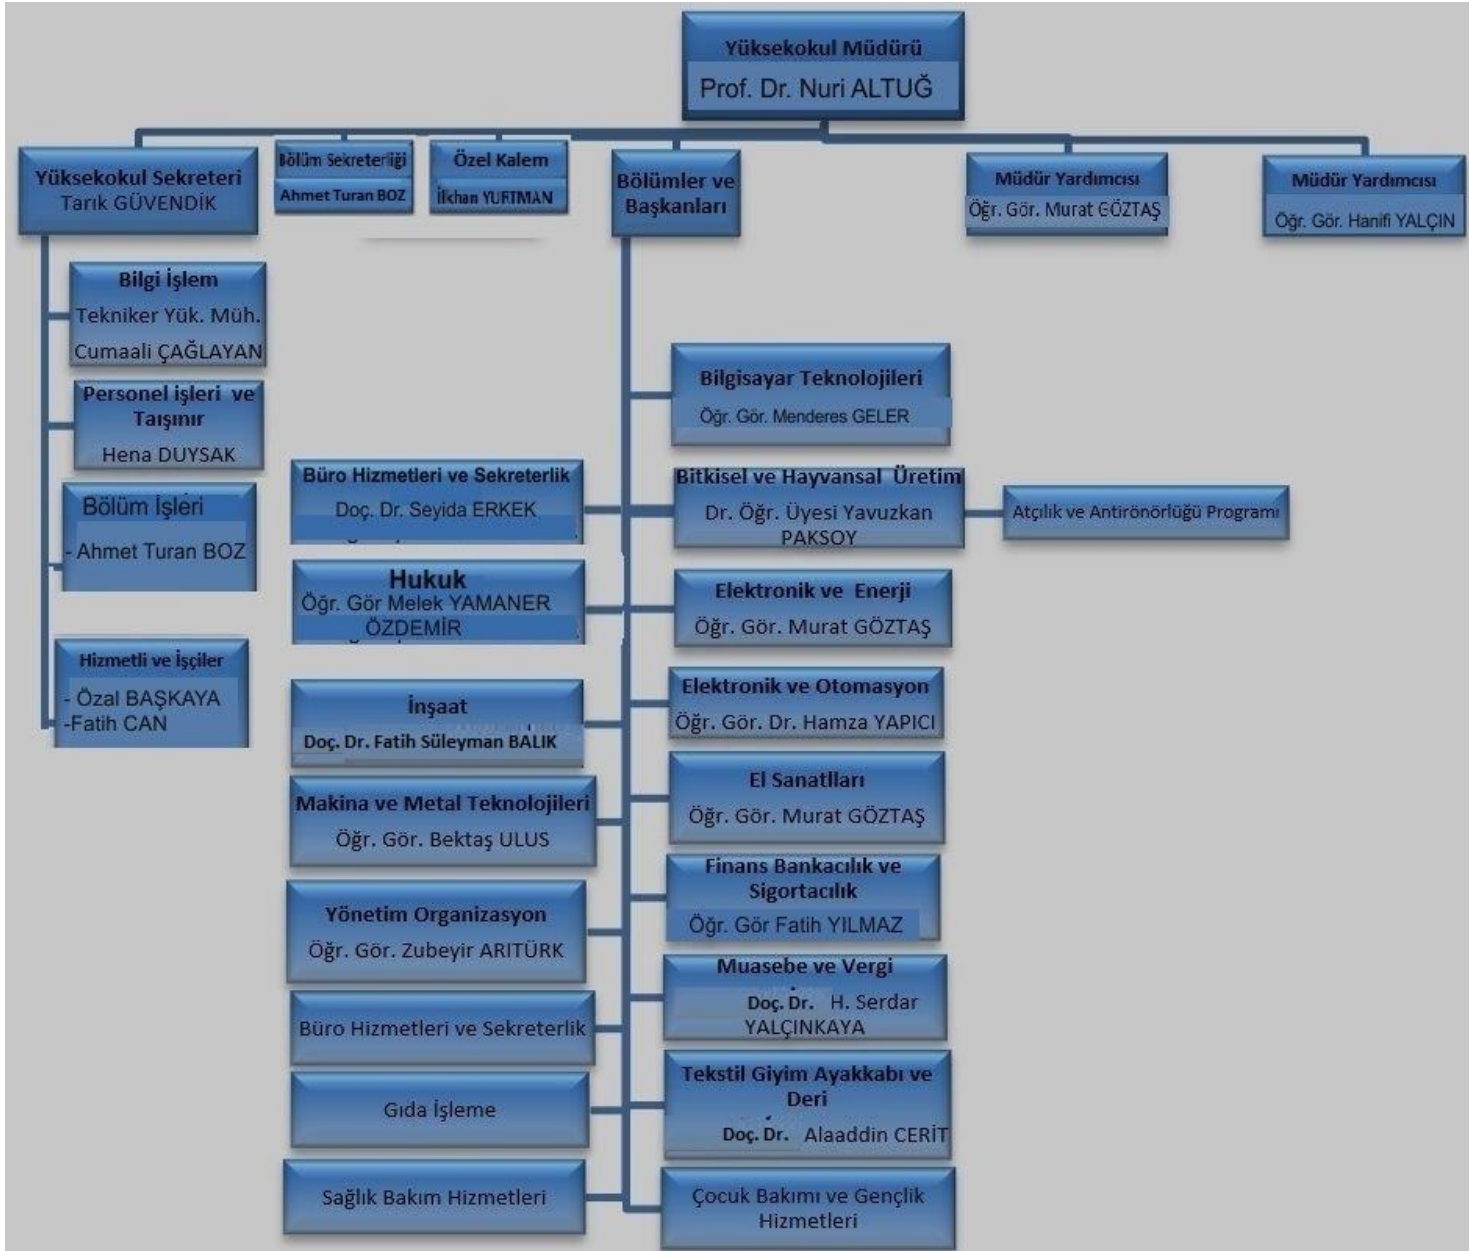 Yüksekokul Müdürü
Prof. Dr. Nuri ALTUĞ
Yüksekokul Sekreteri
Tarık GÜVENDİK
Bölüm Sekreterliği
Ahmet Turan BOZ
Özel Kalem
İlkhan YURTMAN
Bölümler ve
Başkanları
Müdür Yardımcısı
Öğr. Gör. Murat GÖZTAŞ
Müdür Yardımcısı
Öğr. Gör. Hanifi YALÇIN
Bilgi İşlem
Tekniker Yük. Müh.
Cumaali ÇAĞLAYAN
Personel işleri ve
Taışınır
Hena DUYSAK
Bölüm İşleri
- Ahmet Turan BOZ
Hizmetli ve İşçiler
- Özal BAŞKAYA
-Fatih CAN
Büro Hizmetleri ve Sekreterlik
Doç. Dr. Seyida ERKEK
Hukuk
Öğr. Gör Melek YAMANER
ÖZDEMİR
İnşaat
Doç. Dr. Fatih Süleyman BALIK
Makina ve Metal Teknolojileri
Öğr. Gör. Bektaş ULUS
Yönetim Organizasyon
Öğr. Gör. Zubeyir ARITÜRK
Büro Hizmetleri ve Sekreterlik
Gıda İşleme
Sağlık Bakım Hizmetleri
Bilgisayar Teknolojileri
Öğr. Gör. Menderes GELER
Bitkisel ve Hayvansal Üretim
Dr. Öğr. Üyesi Yavuzkan
PAKSOY
Atçılık ve Antirönörlüğü Programı
Elektronik ve Enerji
Öğr. Gör. Murat GÖZTAŞ
Elektronik ve Otomasyon
Öğr. Gör. Dr. Hamza YAPICI
El Sanatlları
Öğr. Gör. Murat GÖZTAŞ
Finans Bankacılık ve
Sigortacılık
Öğr. Gör Fatih YILMAZ
Muasebe ve Vergi
Doç. Dr. H. Serdar
YALÇINKAYA
Tekstil Giyim Ayakkabı ve
Deri
Doç. Dr. Alaaddin CERİT
Çocuk Bakımı ve Gençlik
Hizmetleri